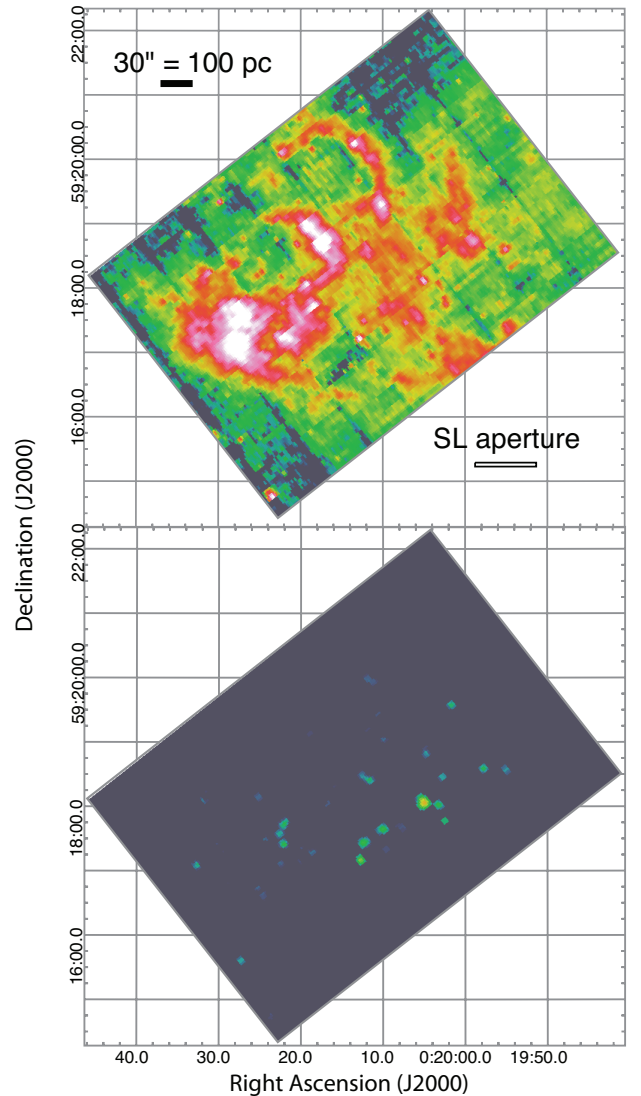 30" = 100 pc
22:00.0
59:20:00.0
18:00.0
16:00.0
SL aperture
Declination (J2000)
22:00.0
59:20:00.0
18:00.0
16:00.0
40.0 30.0 20.0 10.0 0:20:00.0 19:50.0
Right Ascension (J2000)